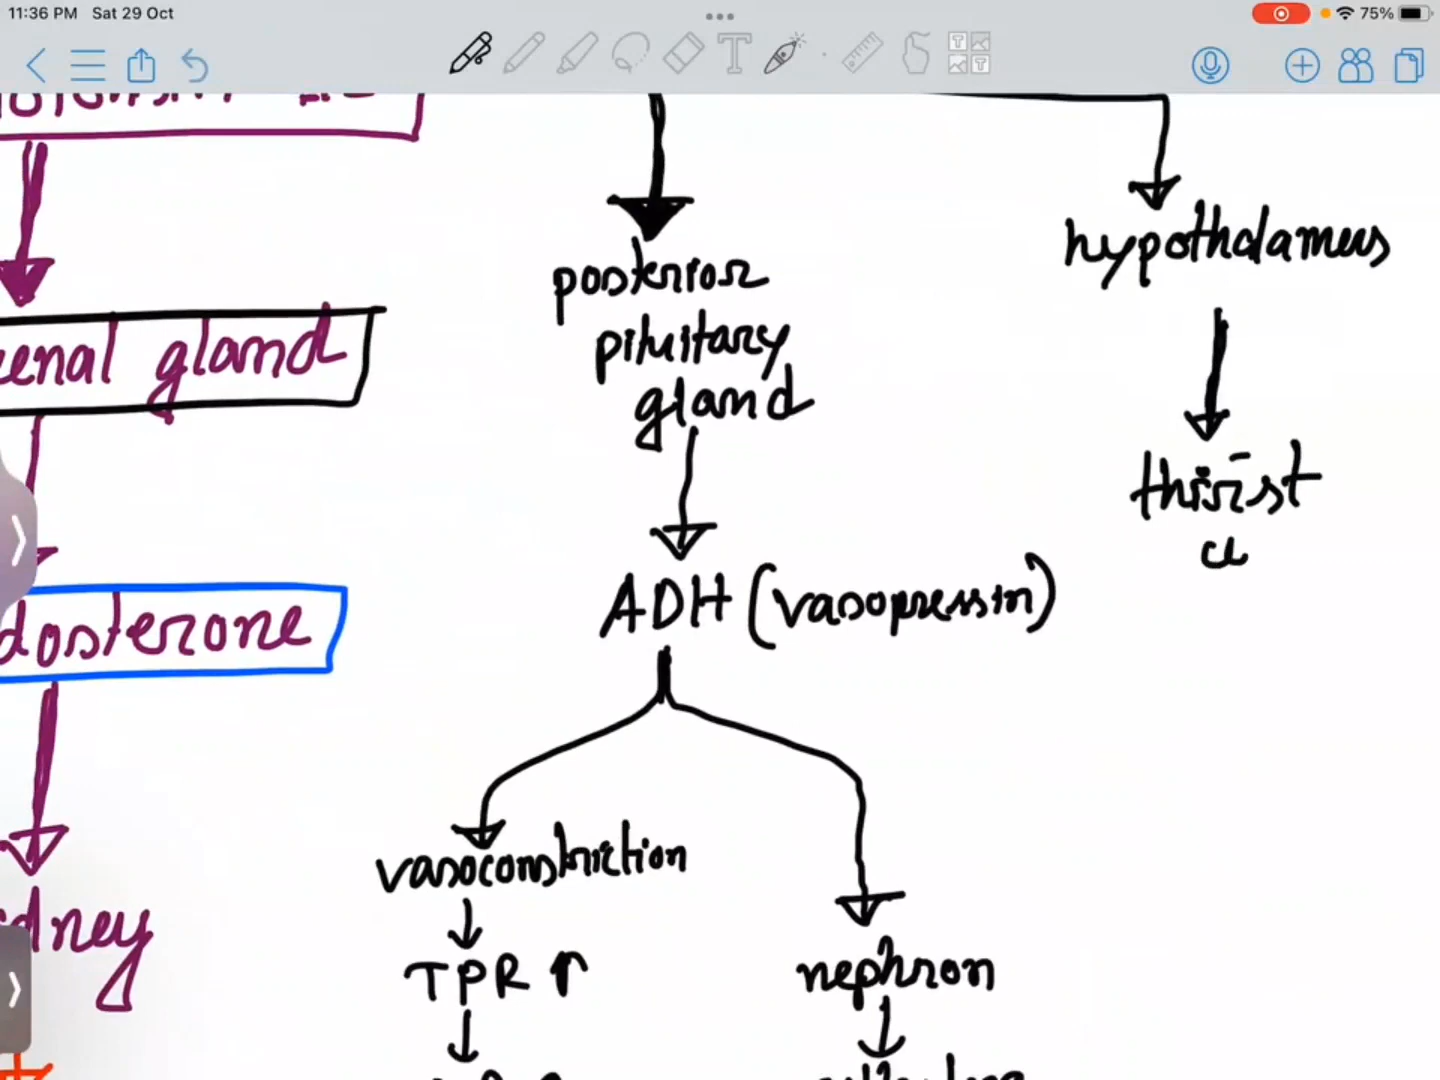 11:36 PM Sat 29 Oct
75%
hypothalamus
posterior
pituitary
gland
enal gland
thirst
ADH (vasopressin)
dosterone
vasoconstriction
dney
TPR ↑
nephron